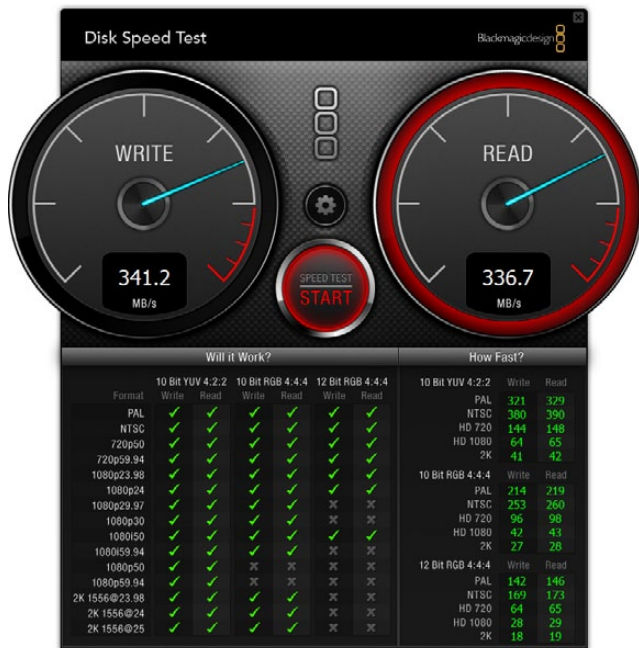 Disk Speed Test
Blackmagicdesign
WRITE
READ
341.2
MB/s
336.7
MB/s
SPEED TEST
START
Will it Work?
10 Bit YUV 4:2:2 10 Bit RGB 4:4:4 12 Bit RGB 4:4:4
Format Write Read Write Read Write Read
PAL ✓ ✓ ✓ ✓ ✓ ✓
NTSC ✓ ✓ ✓ ✓ ✓ ✓
720p50 ✓ ✓ ✓ ✓ ✓ ✓
720p59.94 ✓ ✓ ✓ ✓ ✓ ✓
1080p23.98 ✓ ✓ ✓ ✓ ✓ ✓
1080p24 ✓ ✓ ✓ ✓ ✓ ✓
1080p29.97 ✓ ✓ ✓ ✓ x x
1080p30 ✓ ✓ ✓ ✓ x x
1080i50 ✓ ✓ ✓ ✓ ✓ ✓
1080i59.94 ✓ ✓ ✓ ✓ x x
1080p50 ✓ ✓ x x x x
1080p59.94 ✓ ✓ x x x x
2K 1556@23.98 ✓ ✓ ✓ ✓ x x
2K 1556@24 ✓ ✓ ✓ ✓ x x
2K 1556@25 ✓ ✓ ✓ ✓ x x
How Fast?
10 Bit YUV 4:2:2 Write Read
PAL 321 329
NTSC 380 390
HD 720 144 148
HD 1080 64 65
2K 41 42
10 Bit RGB 4:4:4 Write Read
PAL 214 219
NTSC 253 260
HD 720 96 98
HD 1080 42 43
2K 27 28
12 Bit RGB 4:4:4 Write Read
PAL 142 146
NTSC 169 173
HD 720 64 65
HD 1080 28 29
2K 18 19